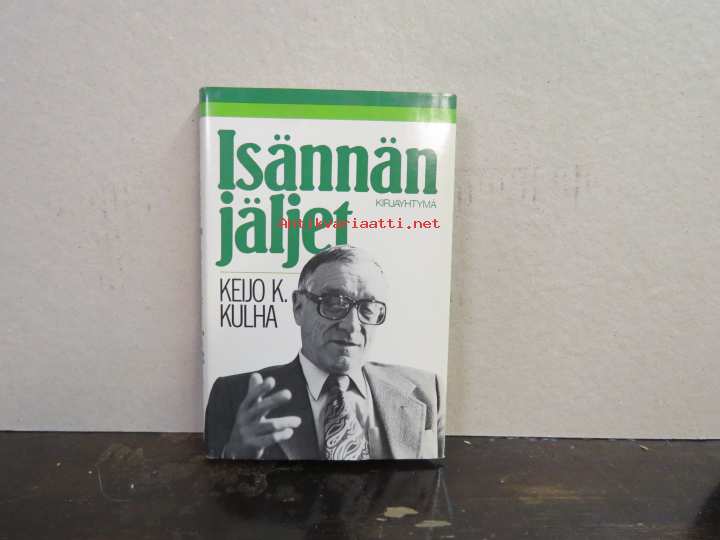 Isännän
KIRJAYHTYMÄ
Antikvariaatti.net
jäljet
KEIJO K.
KULHA